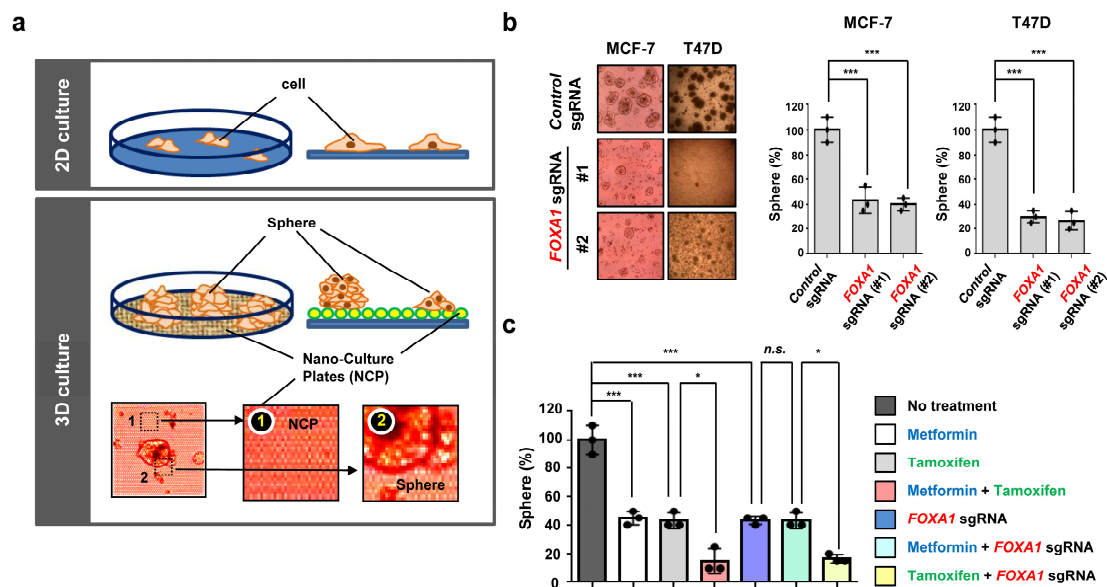 a
2D culture
cell
3D culture
Sphere
Nano-Culture
Plates (NCP)
1
2
1
NCP
2
Sphere
b
MCF-7
T47D
Control
sgRNA
FOXA1 sgRNA
#1
#2
MCF-7
***
***
Sphere (%)
120
100
80
60
40
20
0
Control
sgRNA
FOXA1
sgRNA (#1)
FOXA1
sgRNA (#2)
T47D
***
***
Sphere (%)
120
100
80
60
40
20
0
Control
sgRNA
FOXA1
sgRNA (#1)
FOXA1
sgRNA (#2)
c
***
n.s.
*
***
*
***
Sphere (%)
120
100
80
60
40
20
0
No treatment
Metformin
Tamoxifen
Metformin + Tamoxifen
FOXA1 sgRNA
Metformin + FOXA1 sgRNA
Tamoxifen + FOXA1 sgRNA